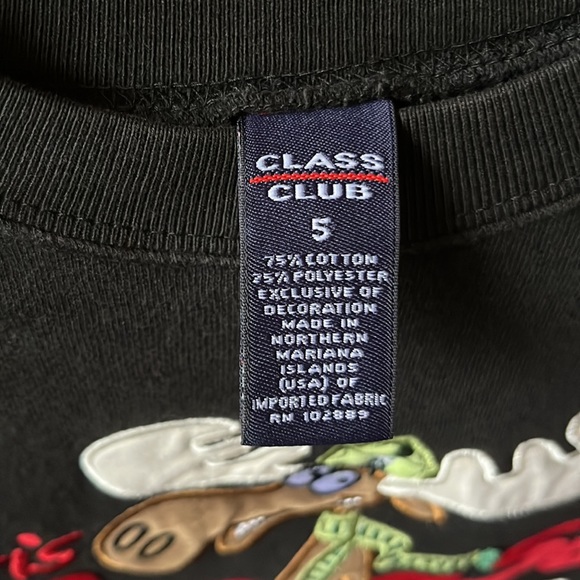 CLASS
CLUB
5
75% COTTON
25% POLYESTER
EXCLUSIVE OF
DECORATION
MADE IN
NORTHERN
MARIANA
ISLANDS
(USA) OF
IMPORTED FABRIC
RN 102889